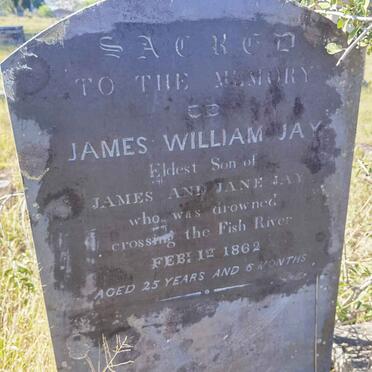 SACRED
TO THE MEMORY
OF
JAMES WILLIAM JAY
Eldest Son of
JAMES AND JANE JAY
who was drowned
crossing the Fish River
FEB: 1st 1862
AGED 25 YEARS AND 6 MONTHS